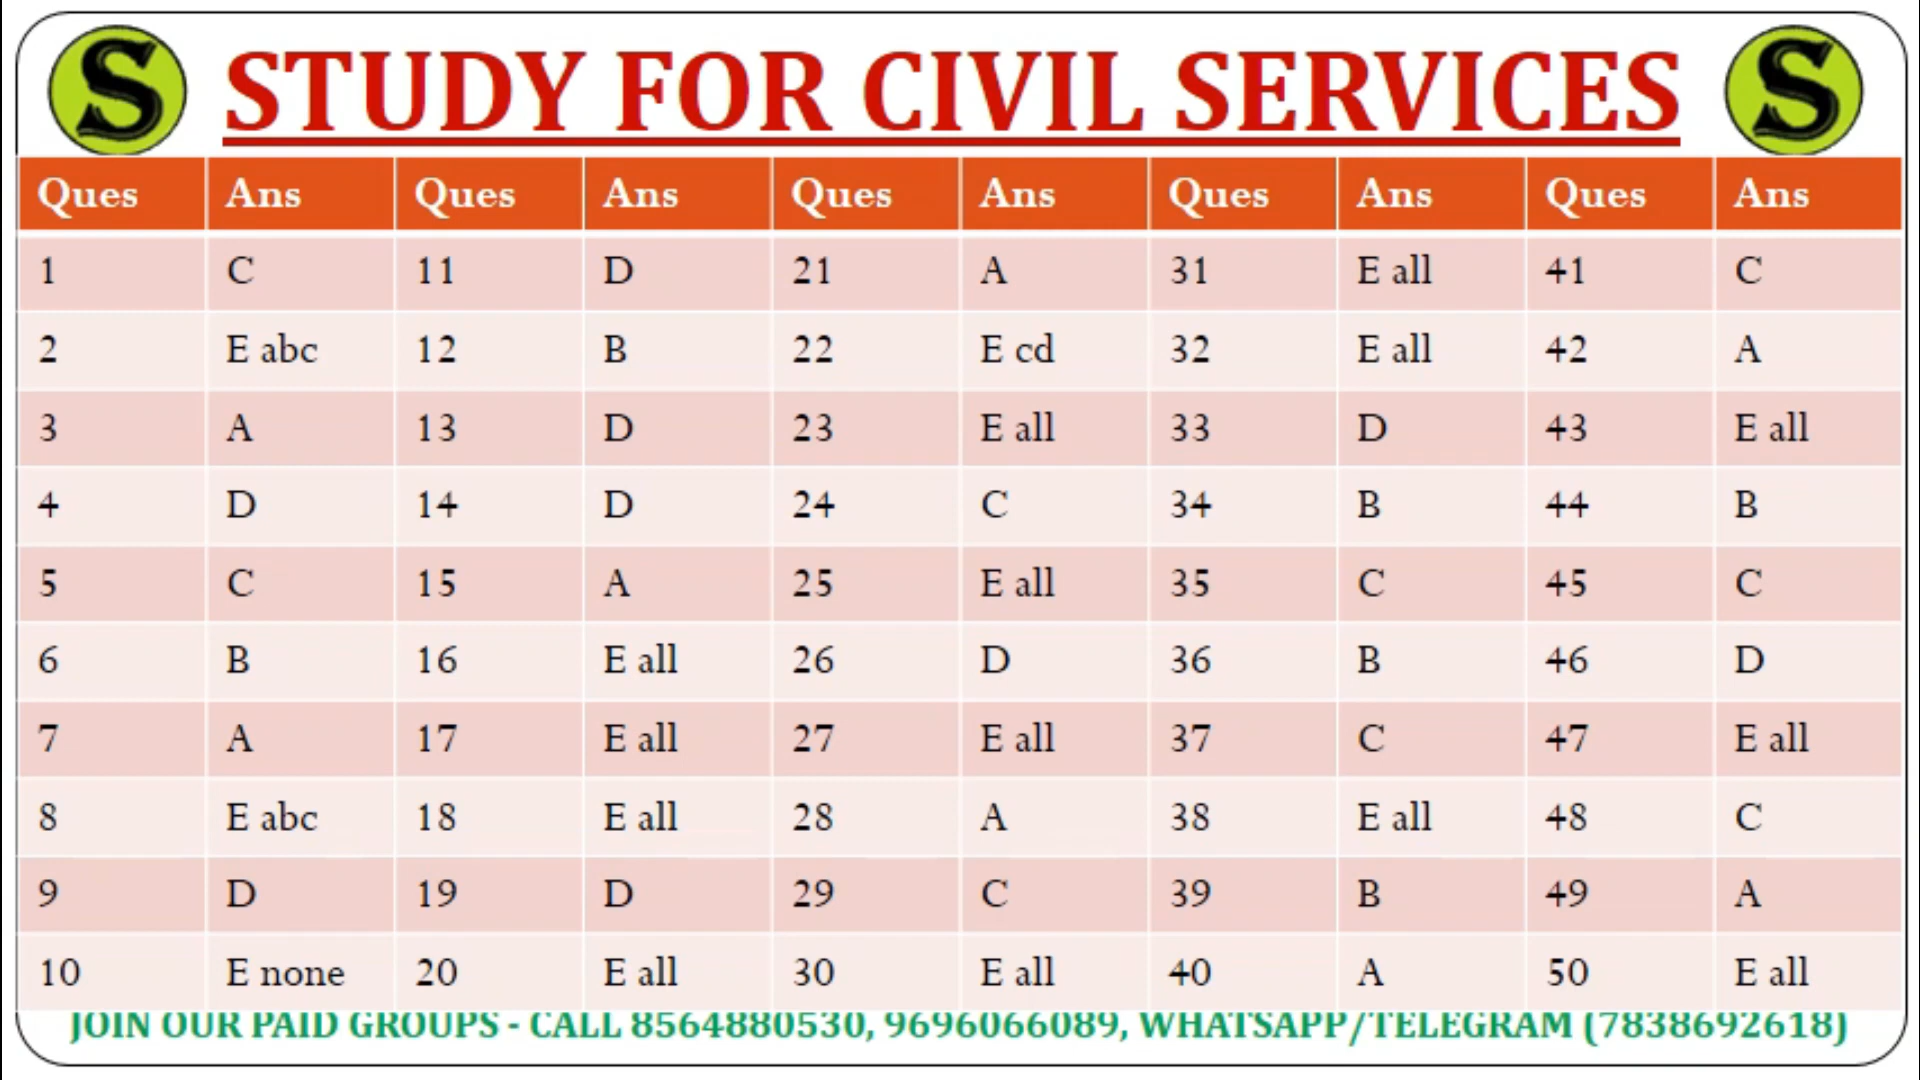 S STUDY FOR CIVIL SERVICES S
Ques Ans Ques Ans Ques Ans Ques Ans Ques Ans
1 C 11 D 21 A 31 E all 41 C
2 E abc 12 B 22 E cd 32 E all 42 A
3 A 13 D 23 E all 33 D 43 E all
4 D 14 D 24 C 34 B 44 B
5 C 15 A 25 E all 35 C 45 C
6 B 16 E all 26 D 36 B 46 D
7 A 17 E all 27 E all 37 C 47 E all
8 E abc 18 E all 28 A 38 E all 48 C
9 D 19 D 29 C 39 B 49 A
10 E none 20 E all 30 E all 40 A 50 E all
JOIN OUR PAID GROUPS - CALL 8564880530, 9696066089, WHATSAPP/TELEGRAM (7838692618)